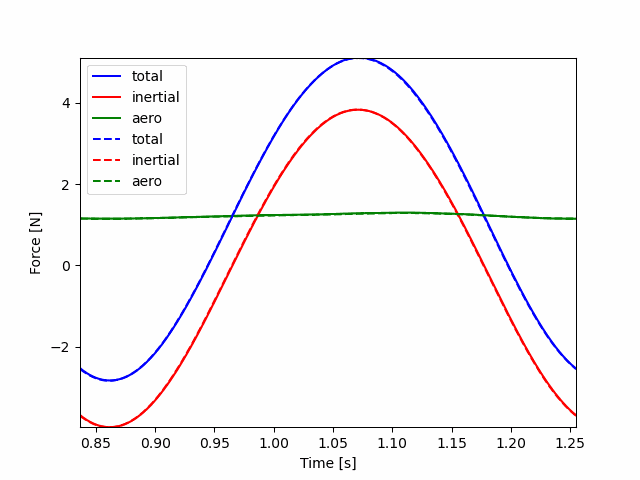 total
inertial
aero
total
inertial
aero
4
2
0
−2
Force [N]
0.85 0.90 0.95 1.00 1.05 1.10 1.15 1.20 1.25
Time [s]